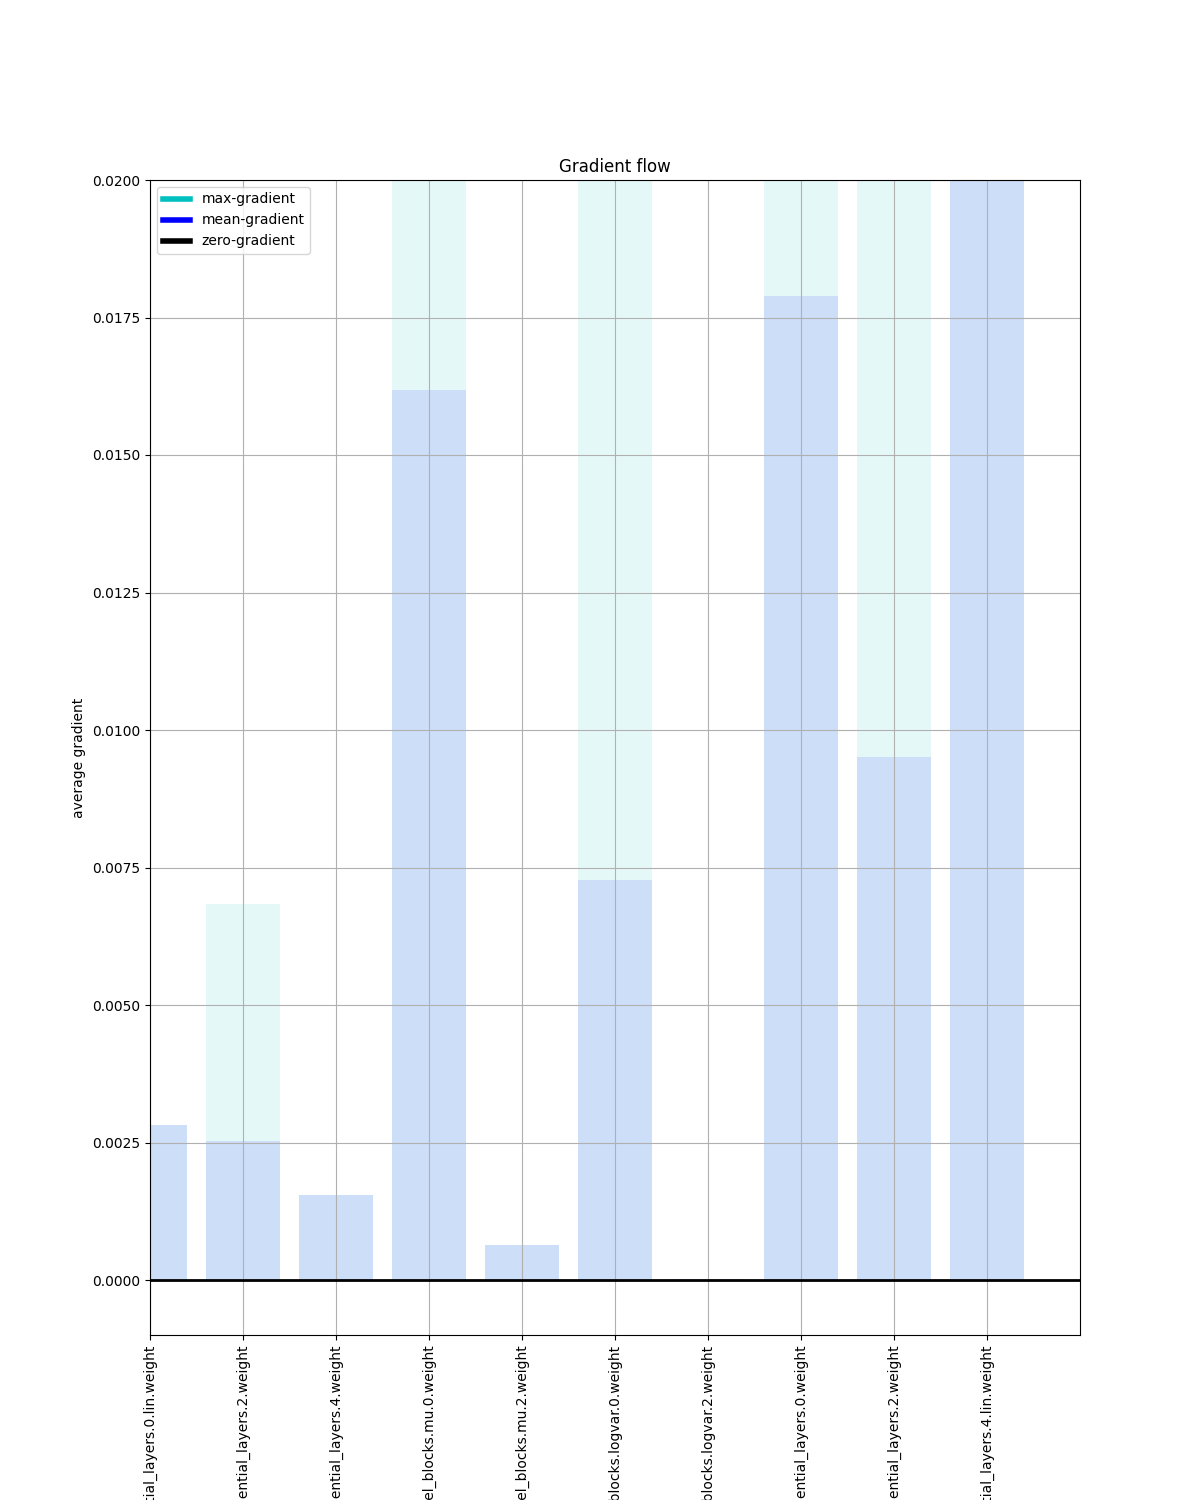 Gradient flow
max-gradient
mean-gradient
zero-gradient
0.0200
0.0175
0.0150
0.0125
0.0100
0.0075
0.0050
0.0025
0.0000
average gradient
tial_layers.0.lin.weight
ential_layers.2.weight
ential_layers.4.weight
el_blocks.mu.0.weight
el_blocks.mu.2.weight
blocks.logvar.0.weight
blocks.logvar.2.weight
ential_layers.0.weight
ential_layers.2.weight
tial_layers.4.lin.weight